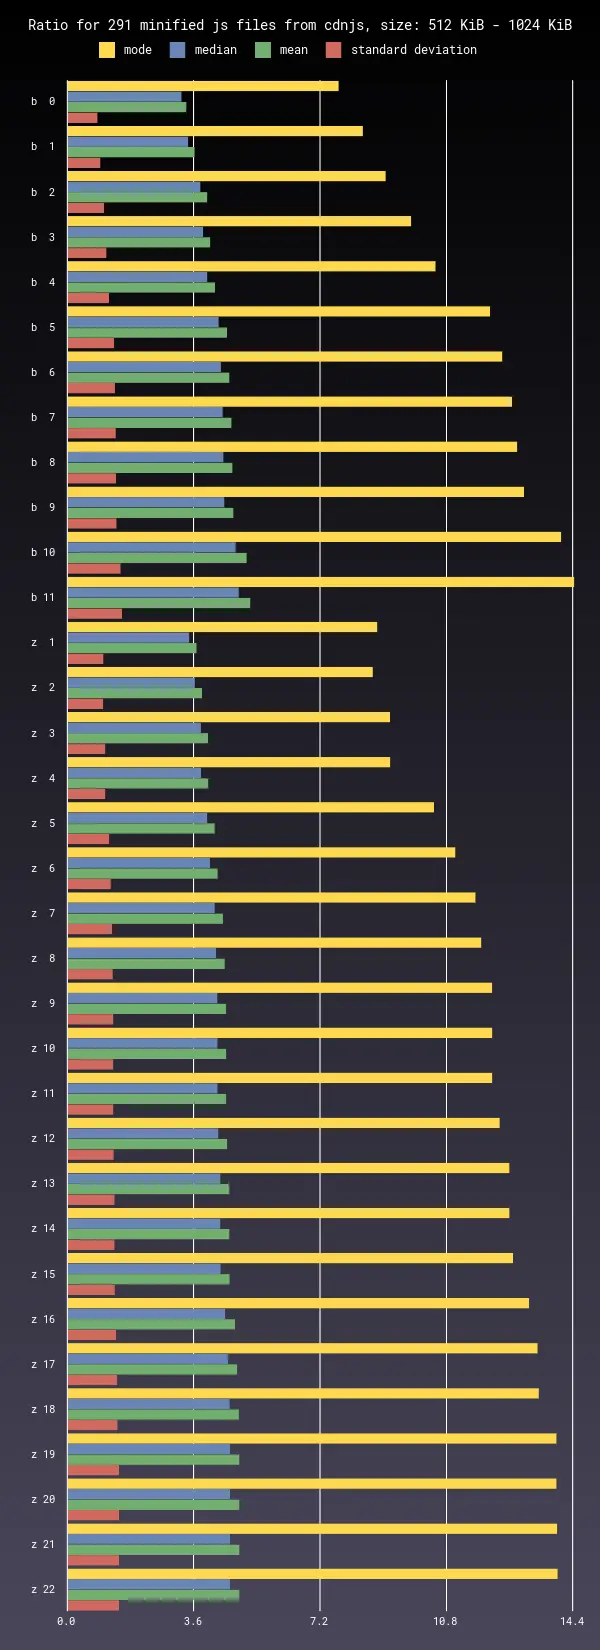 Ratio for 291 minified js files from cdnjs, size: 512 KiB - 1024 KiB
mode median mean standard deviation
b 0
b 1
b 2
b 3
b 4
b 5
b 6
b 7
b 8
b 9
b 10
b 11
z 1
z 2
z 3
z 4
z 5
z 6
z 7
z 8
z 9
z 10
z 11
z 12
z 13
z 14
z 15
z 16
z 17
z 18
z 19
z 20
z 21
z 22
0.0 3.6 7.2 10.8 14.4